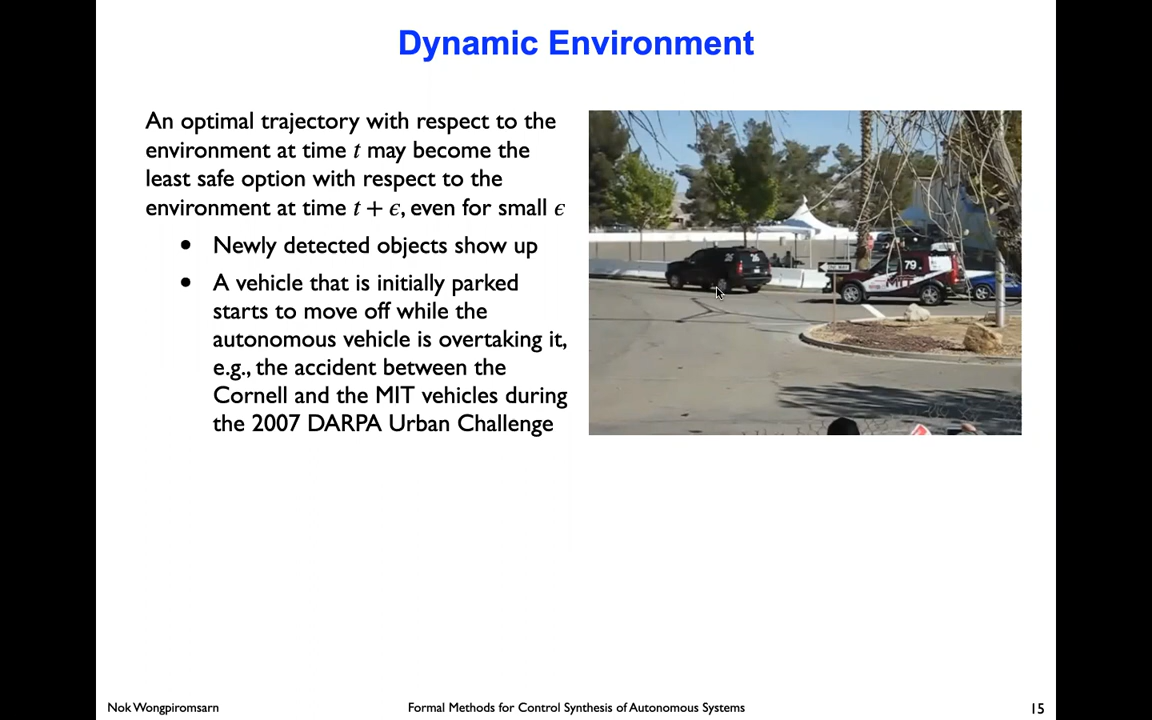 Dynamic Environment
An optimal trajectory with respect to the
environment at time t may become the
least safe option with respect to the
environment at time t + ϵ, even for small ϵ
• Newly detected objects show up
• A vehicle that is initially parked
starts to move off while the
autonomous vehicle is overtaking it,
e.g., the accident between the
Cornell and the MIT vehicles during
the 2007 DARPA Urban Challenge
26 26
79
MIT
Nok Wongpiromsarn
Formal Methods for Control Synthesis of Autonomous Systems
15